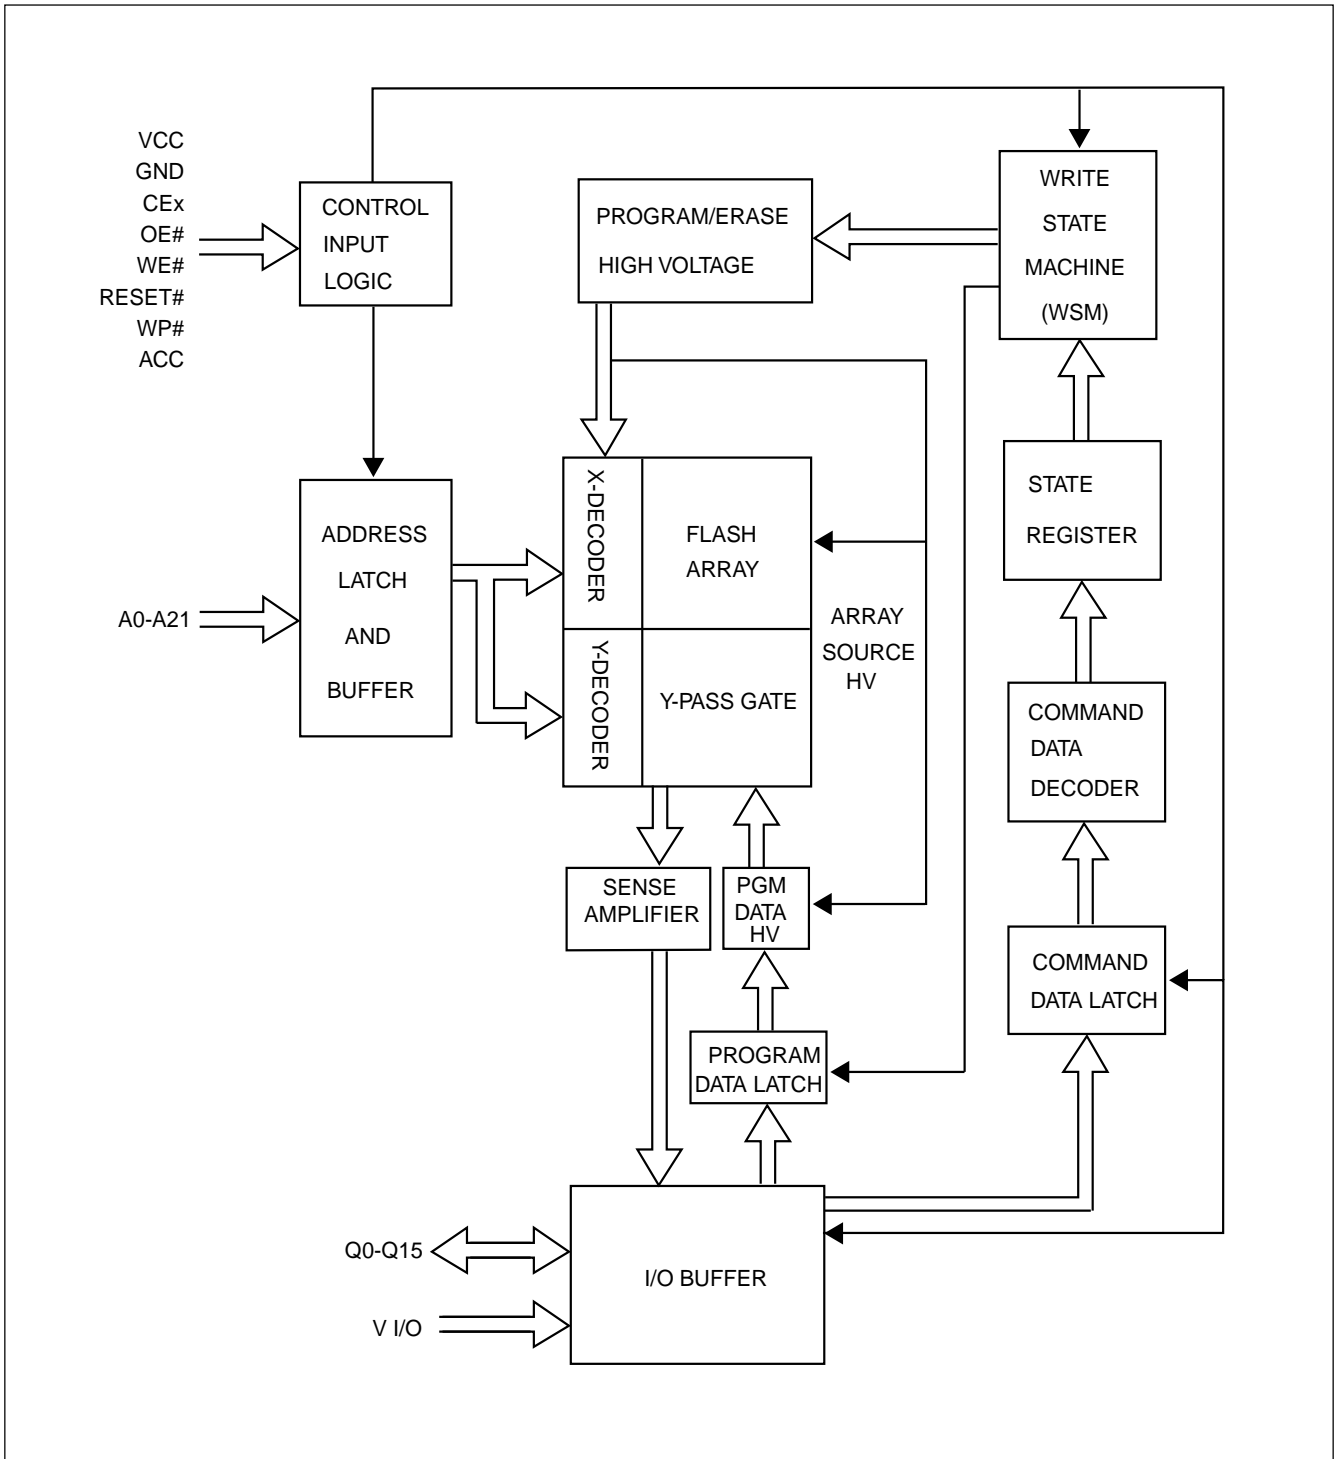 VCC
GND
CEx
OE#
WE#
RESET#
WP#
ACC
CONTROL
INPUT
LOGIC
PROGRAM/ERASE
HIGH VOLTAGE
WRITE
STATE
MACHINE
(WSM)
STATE
REGISTER
ADDRESS
LATCH
AND
BUFFER
A0-A21
X-DECODER
FLASH
ARRAY
Y-DECODER
Y-PASS GATE
ARRAY
SOURCE
HV
COMMAND
DATA
DECODER
SENSE
AMPLIFIER
PGM
DATA
HV
COMMAND
DATA LATCH
PROGRAM
DATA LATCH
Q0-Q15
V I/O
I/O BUFFER